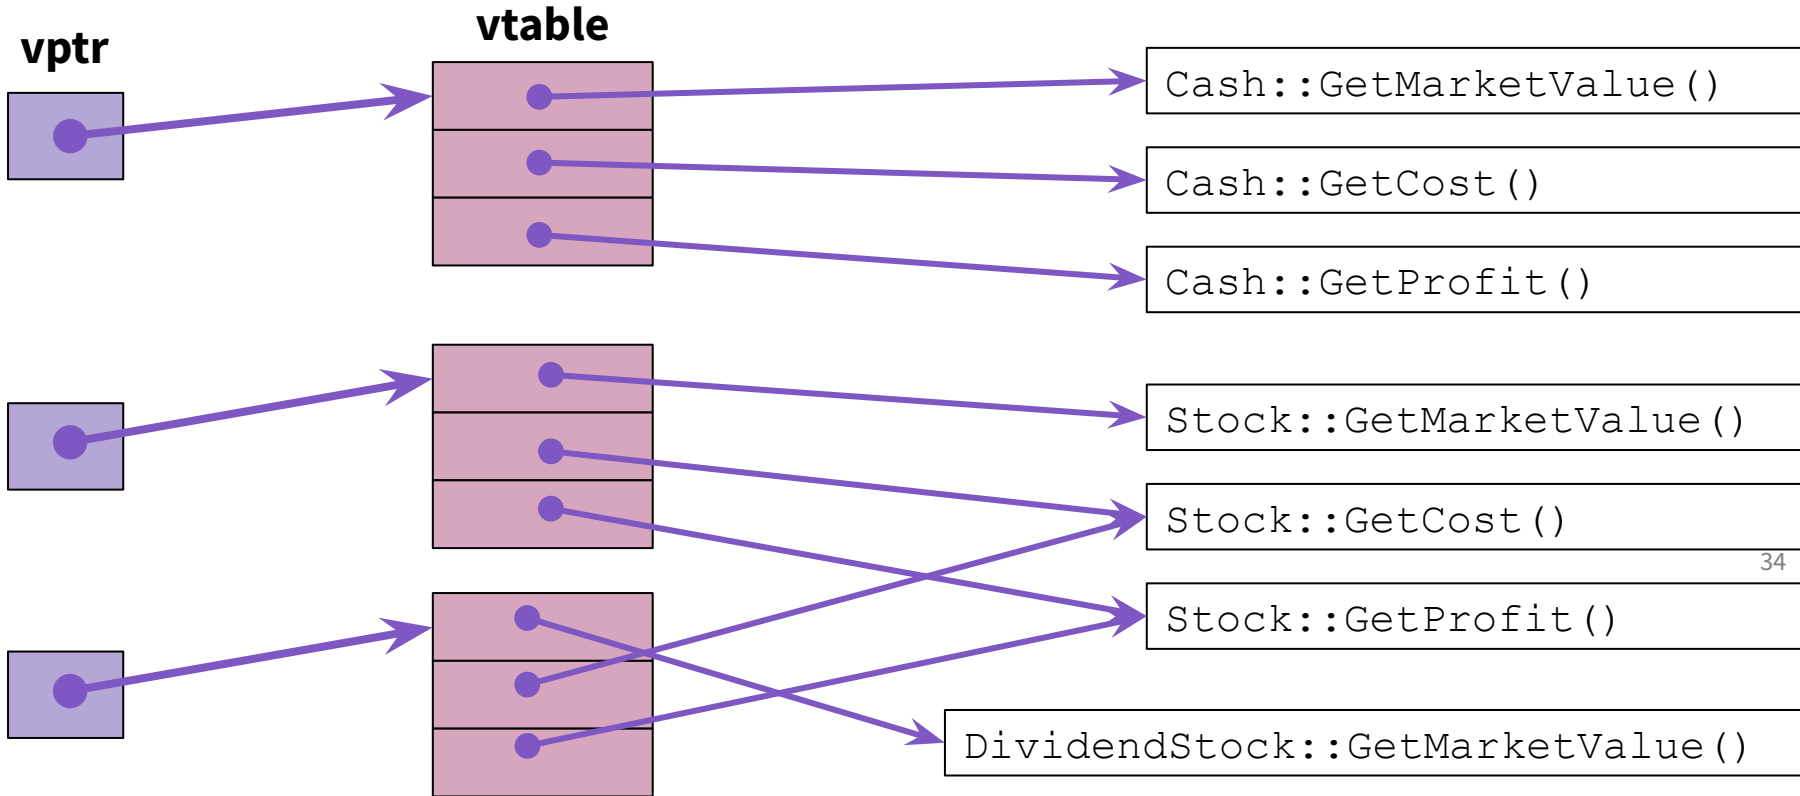 vptr
vtable
Cash::GetMarketValue()
Cash::GetCost()
Cash::GetProfit()
Stock::GetMarketValue()
Stock::GetCost()
34
Stock::GetProfit()
DividendStock::GetMarketValue()